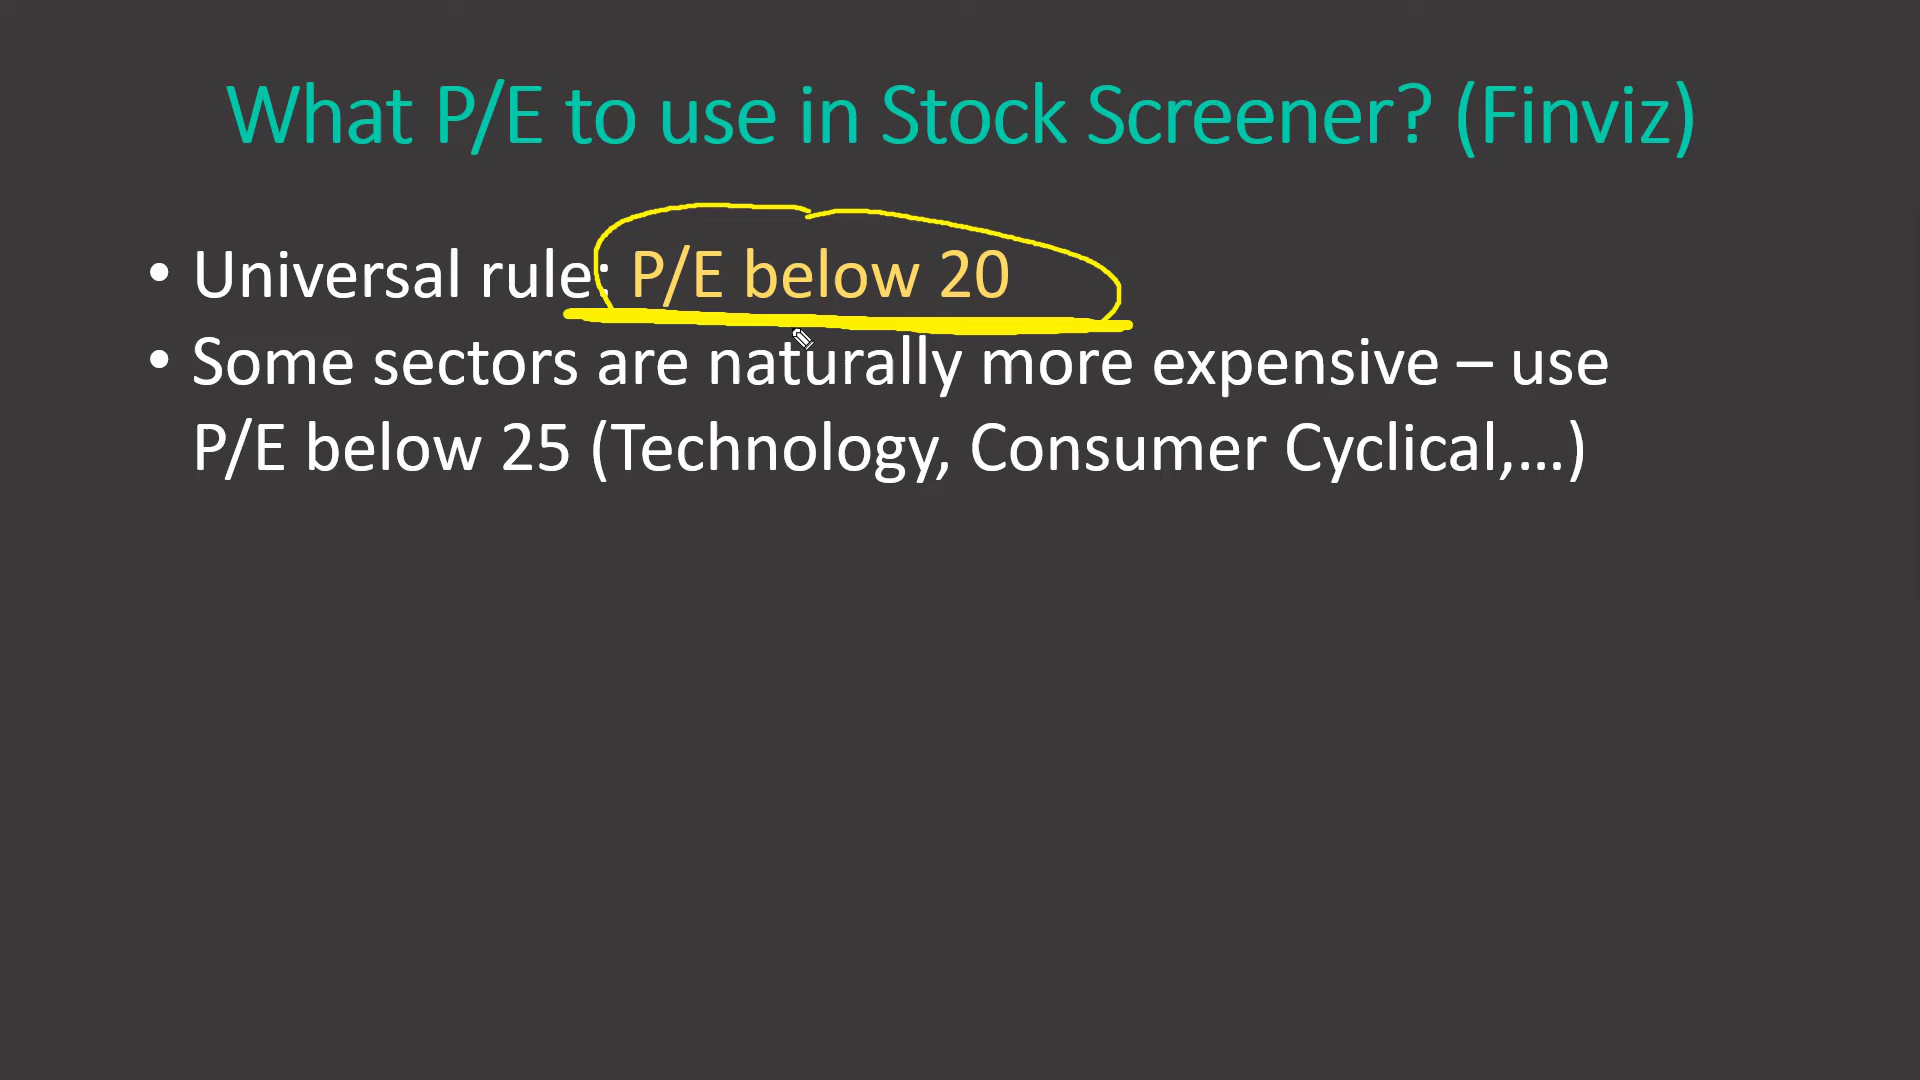 What P/E to use in Stock Screener? (Finviz)
• Universal rule: P/E below 20
• Some sectors are naturally more expensive – use
P/E below 25 (Technology, Consumer Cyclical,...)